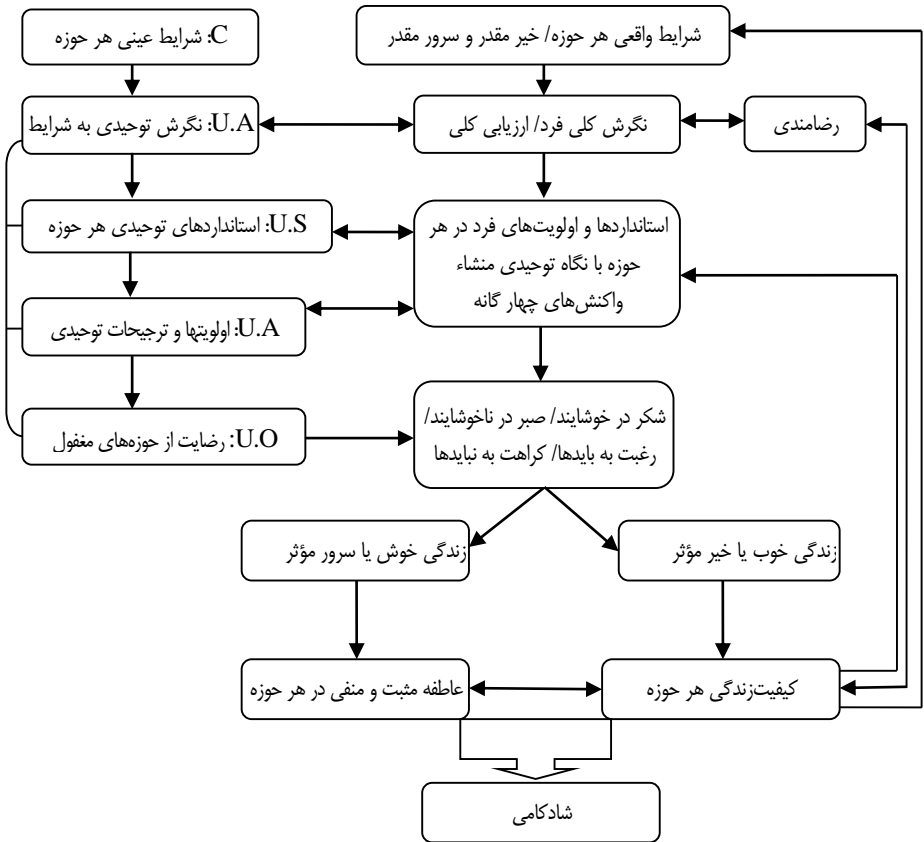 شرایط واقعی هر حوزه/ خیر مقدر و سرور مقدر
C: شرایط عینی هر حوزه
رضامندی
نگرش کلی فرد/ ارزیابی کلی
U.A: نگرش توحیدی به شرایط
استانداردها و اولویت‌های فرد در هر
حوزه با نگاه توحیدی منشاء
واکنش‌های چهار گانه
U.S: استانداردهای توحیدی هر حوزه
U.A: اولویتها و ترجیحات توحیدی
شکر در خوشایند/ صبر در ناخوشایند/
رغبت به بایدها/ کراهت به نبایدها
U.O: رضایت از حوزه‌های مغفول
زندگی خوب یا خیر مؤثر
زندگی خوش یا سرور مؤثر
کیفیت‌زندگی هر حوزه
عاطفه مثبت و منفی در هر حوزه
شادکامی